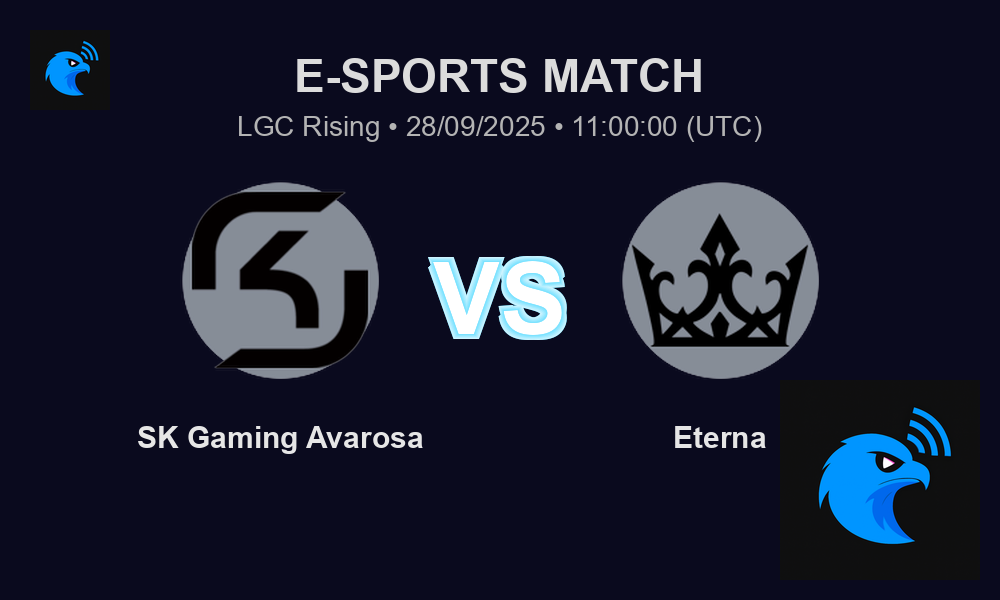 E-SPORTS MATCH
LGC Rising • 28/09/2025 • 11:00:00 (UTC)
VS
SK Gaming Avarosa
Eterna